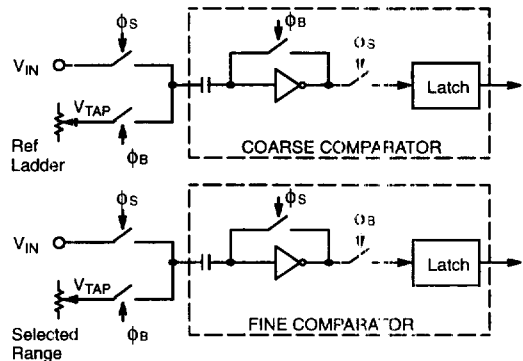 ϕS
ϕB
ϕS
VIN
VTAP
Latch
Ref
Ladder
ϕB
COARSE COMPARATOR
ϕS
ϕS
ϕB
VIN
VTAP
Latch
Selected
Range
ϕB
FINE COMPARATOR